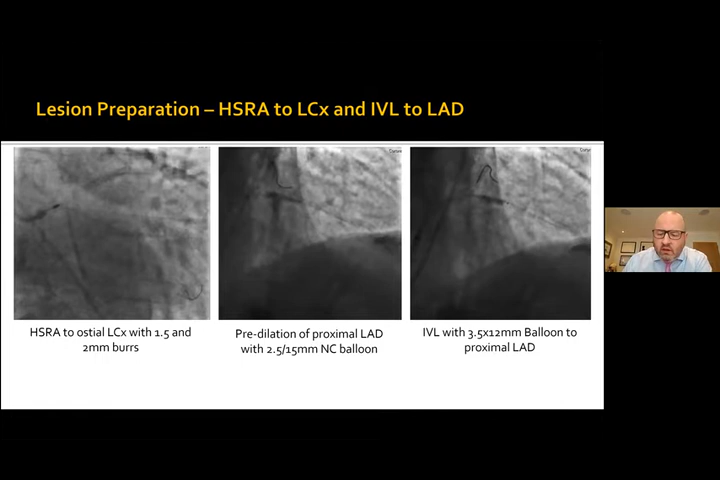 Lesion Preparation – HSRA to LCx and IVL to LAD
HSRA to ostial LCx with 1.5 and
2mm burrs
Pre-dilation of proximal LAD
with 2.5/15mm NC balloon
IVL with 3.5x12mm Balloon to
proximal LAD